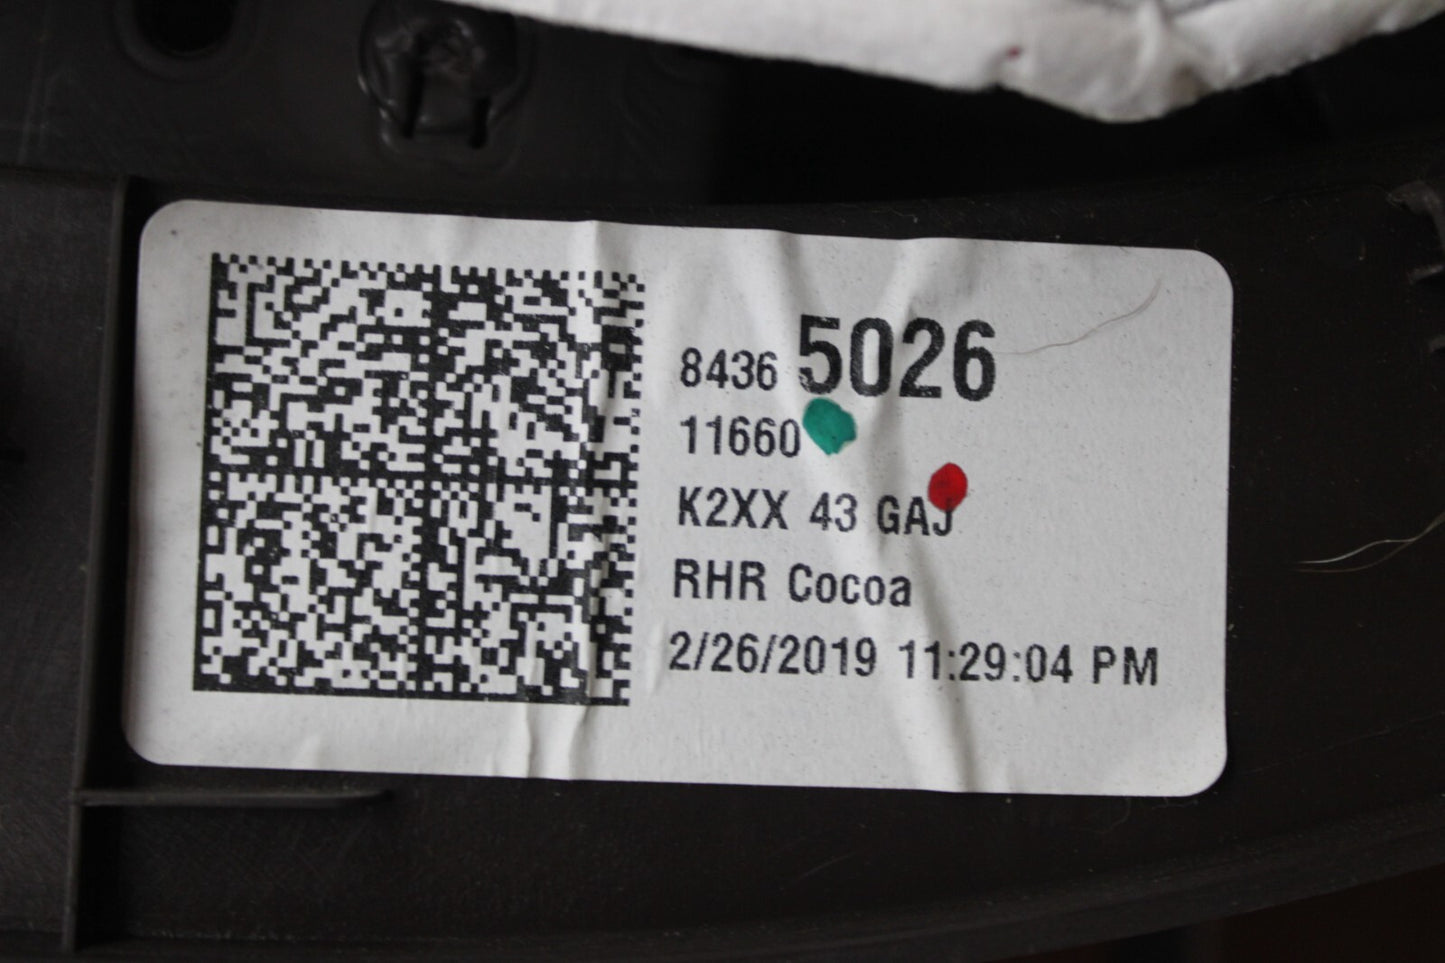 8436 5026
11660
K2XX 43 GAJ
RHR Cocoa
2/26/2019 11:29:04 PM